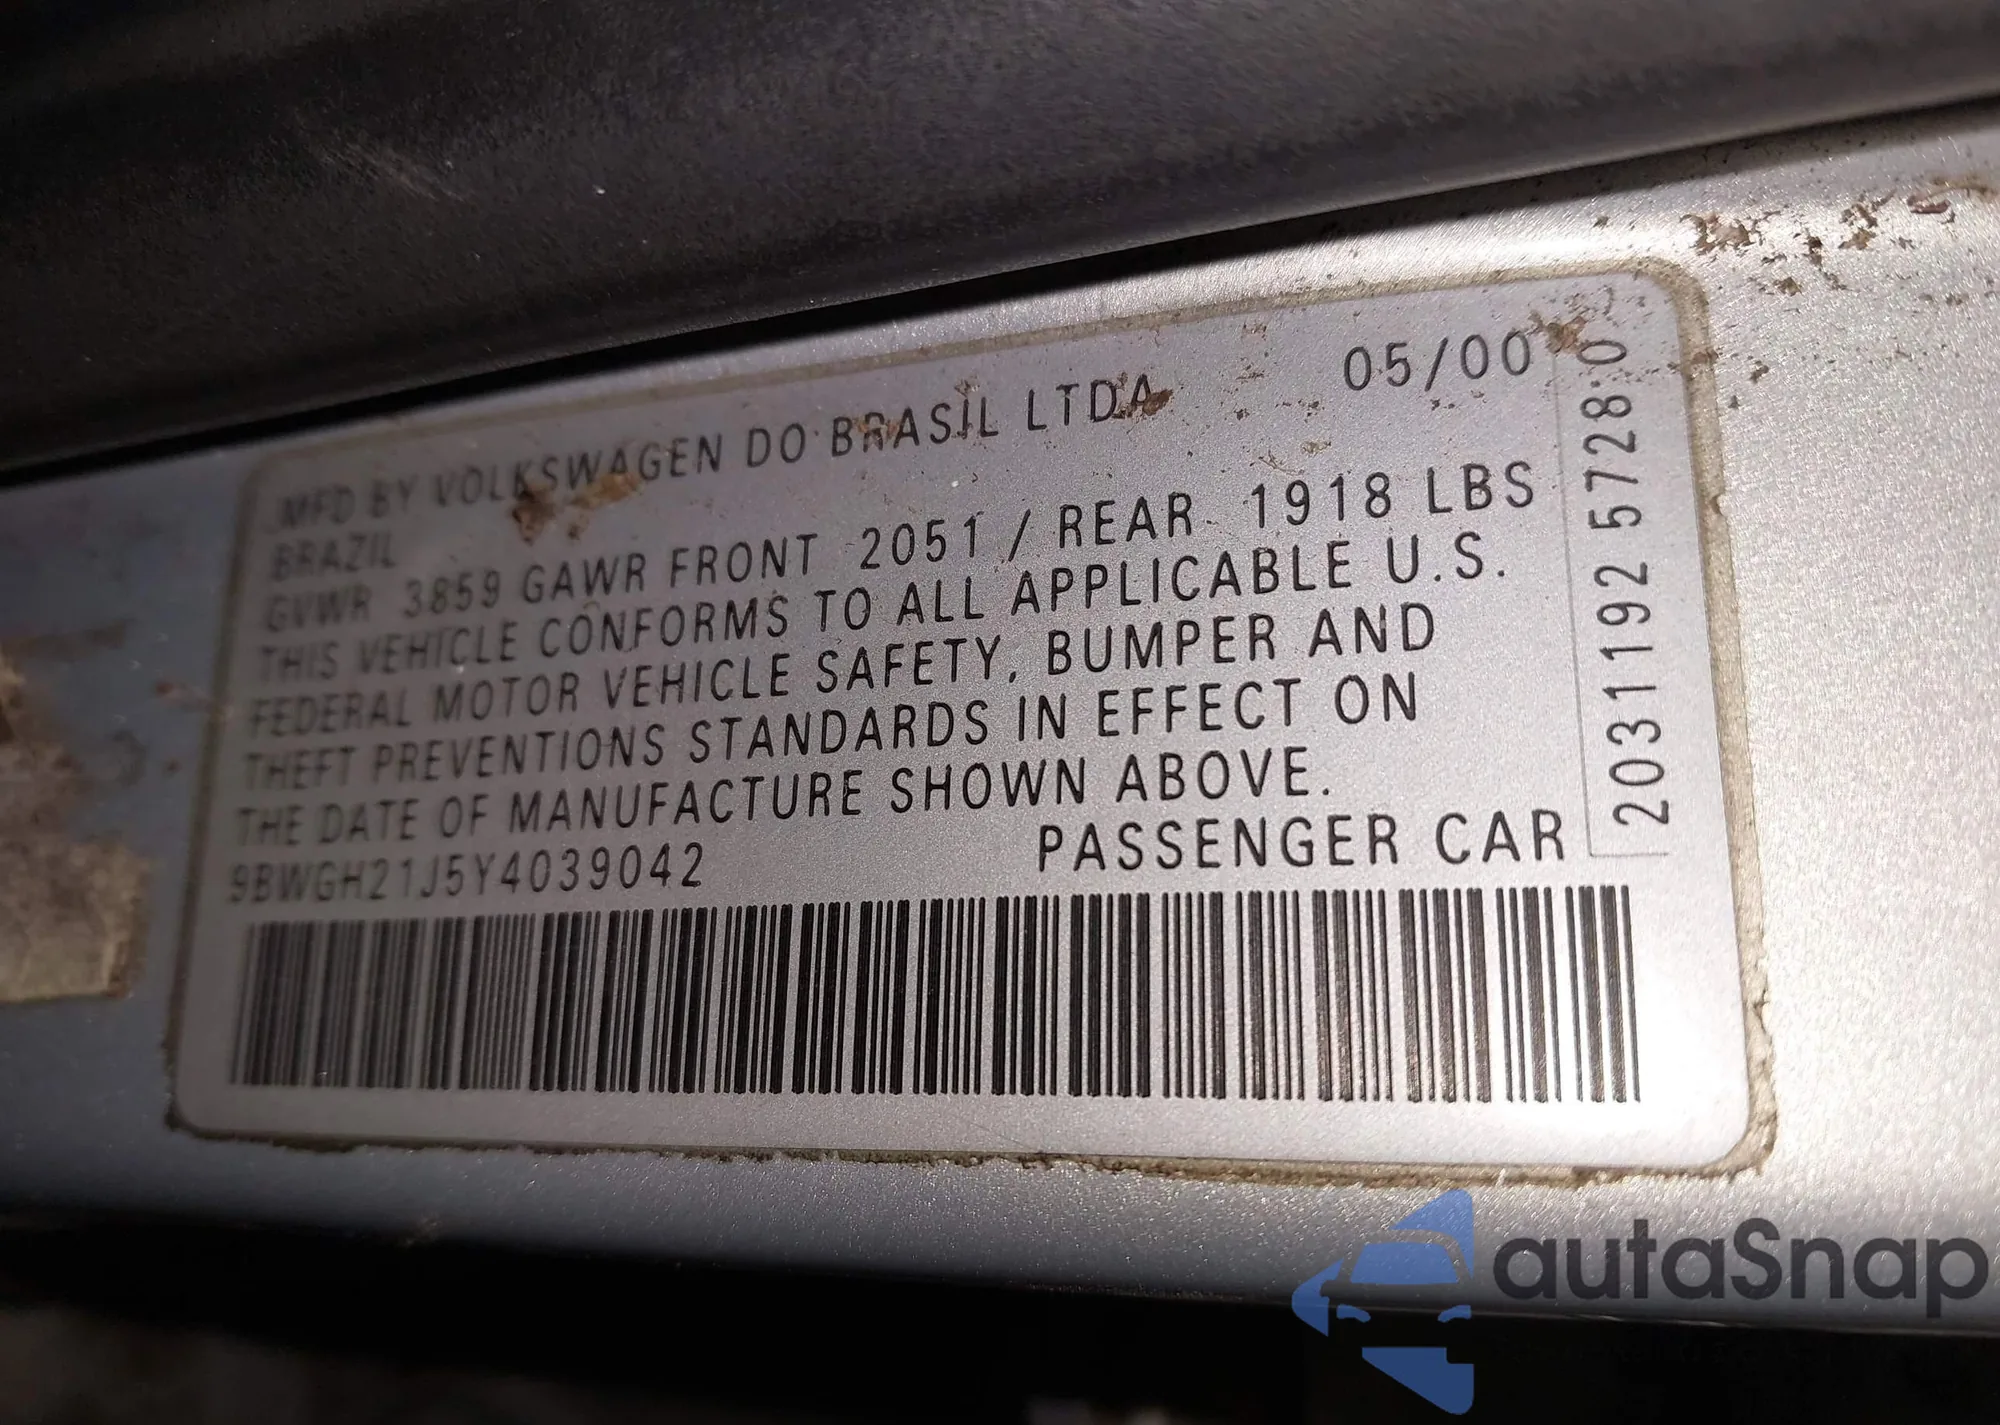 MFD BY VOLKSWAGEN DO BRASIL LTDA 05/00
BRAZIL
GVWR 3859 GAWR FRONT 2051 / REAR 1918 LBS
THIS VEHICLE CONFORMS TO ALL APPLICABLE U.S.
FEDERAL MOTOR VEHICLE SAFETY, BUMPER AND
THEFT PREVENTIONS STANDARDS IN EFFECT ON
THE DATE OF MANUFACTURE SHOWN ABOVE.
9BWGH21J5Y4039042 PASSENGER CAR
2031192 5728·0
autaSnap